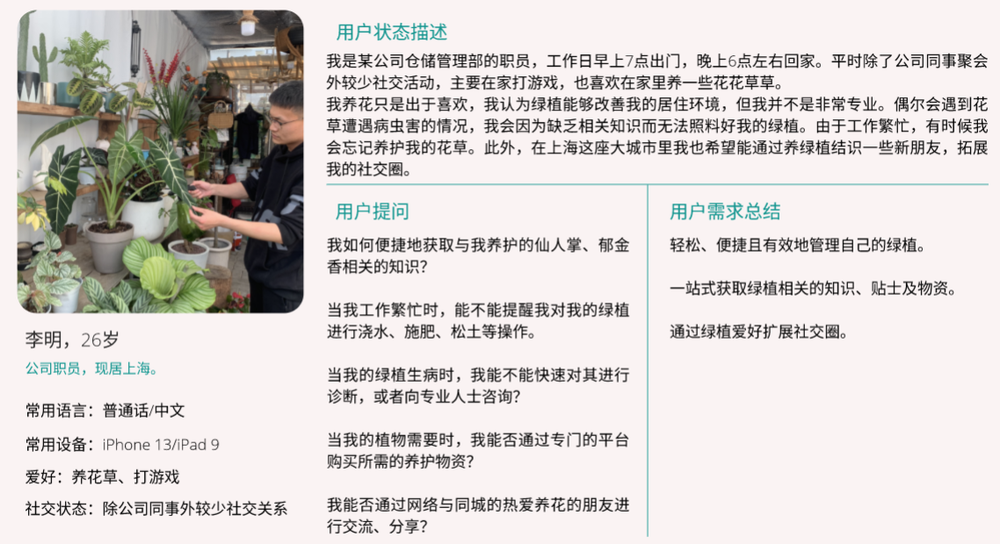 用户状态描述
我是某公司仓储管理部的职员，工作日早上7点出门，晚上6点左右回家。平时除了公司同事聚会
外较少社交活动，主要在家打游戏，也喜欢在家里养一些花花草草。
我养花只是出于喜欢，我认为绿植能够改善我的居住环境，但我并不是非常专业。偶尔会遇到花
草遭遇病虫害的情况，我会因为缺乏相关知识而无法照料好我的绿植。由于工作繁忙，有时候我
会忘记养护我的花草。此外，在上海这座大城市里我也希望能通过养绿植结识一些新朋友，拓展
我的社交圈。
李明，26岁
公司职员，现居上海。
常用语言：普通话/中文
常用设备：iPhone 13/iPad 9
爱好：养花草、打游戏
社交状态：除公司同事外较少社交关系
用户提问
我如何便捷地获取与我养护的仙人掌、郁金
香相关的知识？
当我工作繁忙时，能不能提醒我对我的绿植
进行浇水、施肥、松土等操作。
当我的绿植生病时，我能不能快速对其进行
诊断，或者向专业人士咨询？
当我的植物需要时，我能否通过专门的平台
购买所需的养护物资？
我能否通过网络与同城的热爱养花的朋友进
行交流、分享？
用户需求总结
轻松、便捷且有效地管理自己的绿植。
一站式获取绿植相关的知识、贴士及物资。
通过绿植爱好扩展社交圈。